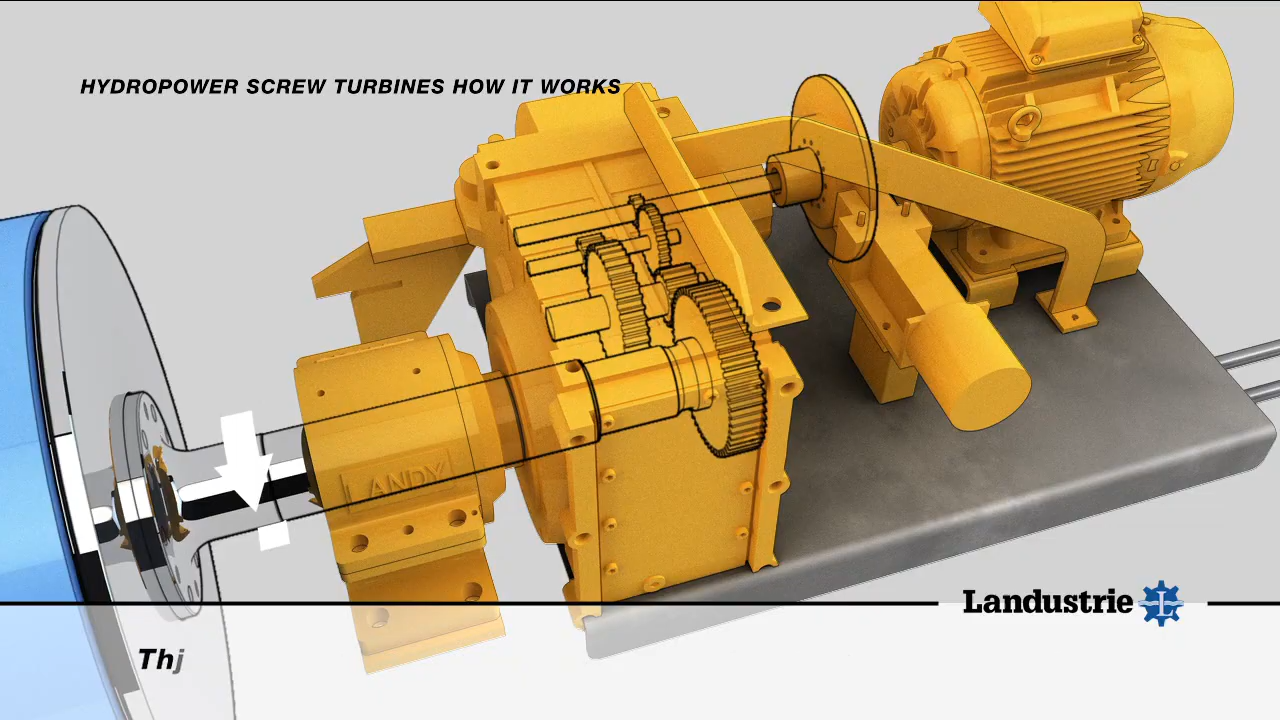 HYDROPOWER SCREW TURBINES HOW IT WORKS
LANDY
Landustrie
L
Thj